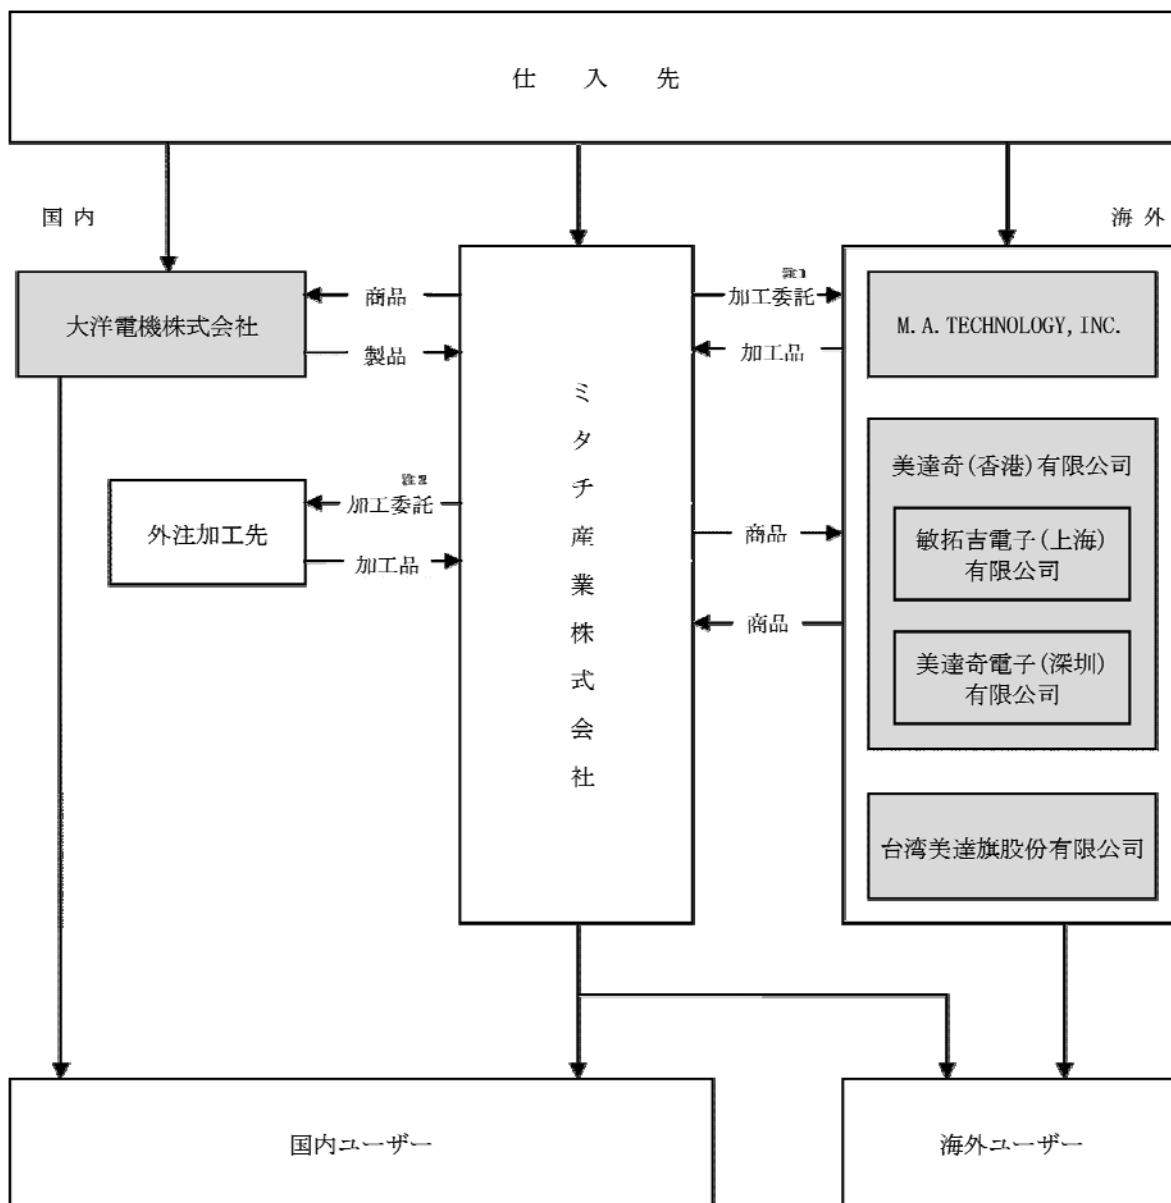 仕入先
国内
海外
大洋電機株式会社
商品
製品
加工委託
加工品
外注加工先
加工委託
加工品
ミタチ産業株式会社
商品
商品
M.A.TECHNOLOGY,INC.
美達奇(香港)有限公司
敏拓吉電子(上海)
有限公司
美達奇電子(深圳)
有限公司
台湾美達旗股份有限公司
国内ユーザー
海外ユーザー